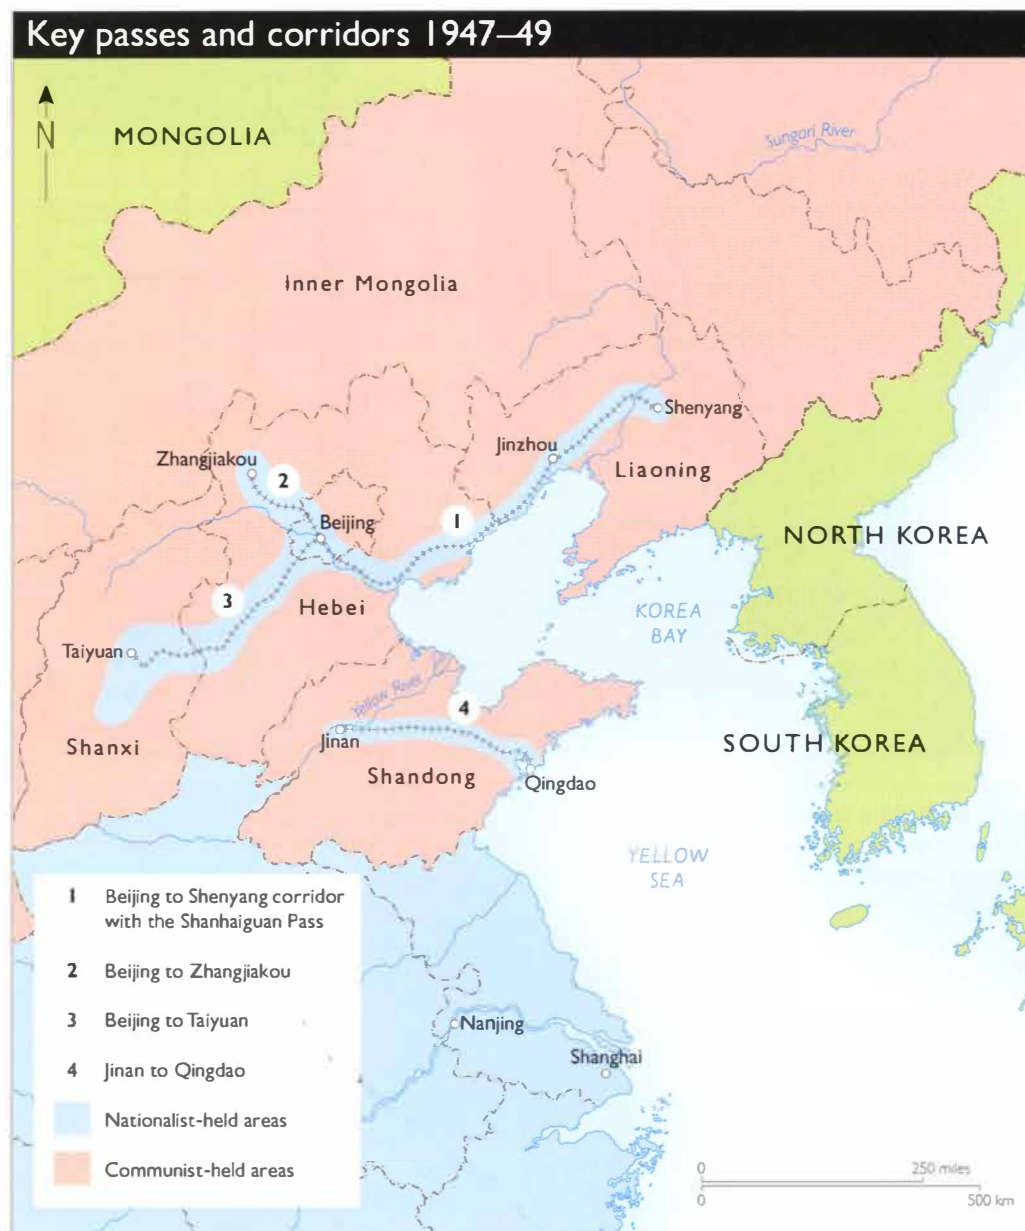 Key passes and corridors 1947–49
N
MONGOLIA
Sungari River
Inner Mongolia
Shenyang
Jinzhou
Zhangjiakou
Liaoning
2
Beijing
1
NORTH KOREA
3
Hebei
KOREA
BAY
Taiyuan
Yellow River
4
Shanxi
Jinan
SOUTH KOREA
Shandong
Qingdao
YELLOW
SEA
1 Beijing to Shenyang corridor
with the Shanhaiguan Pass
2 Beijing to Zhangjiakou
3 Beijing to Taiyuan
4 Jinan to Qingdao
Nationalist-held areas
Communist-held areas
Nanjing
Shanghai
0 250 miles
0 500 km